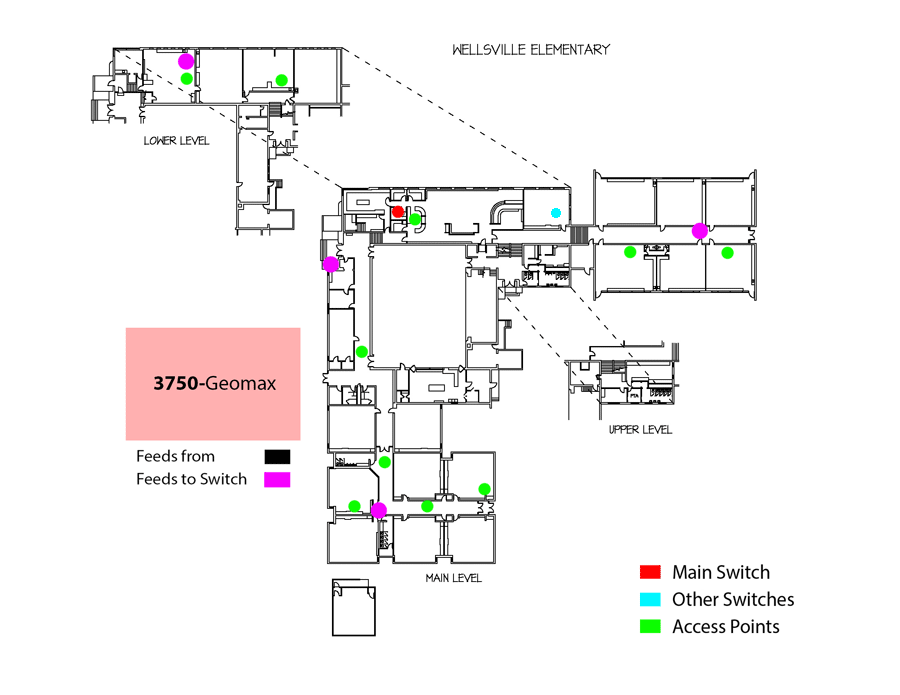 WELLSVILLE ELEMENTARY
LOWER LEVEL
3750-Geomax
Feeds from
Feeds to Switch
PTA
UPPER LEVEL
MAIN LEVEL
Main Switch
Other Switches
Access Points